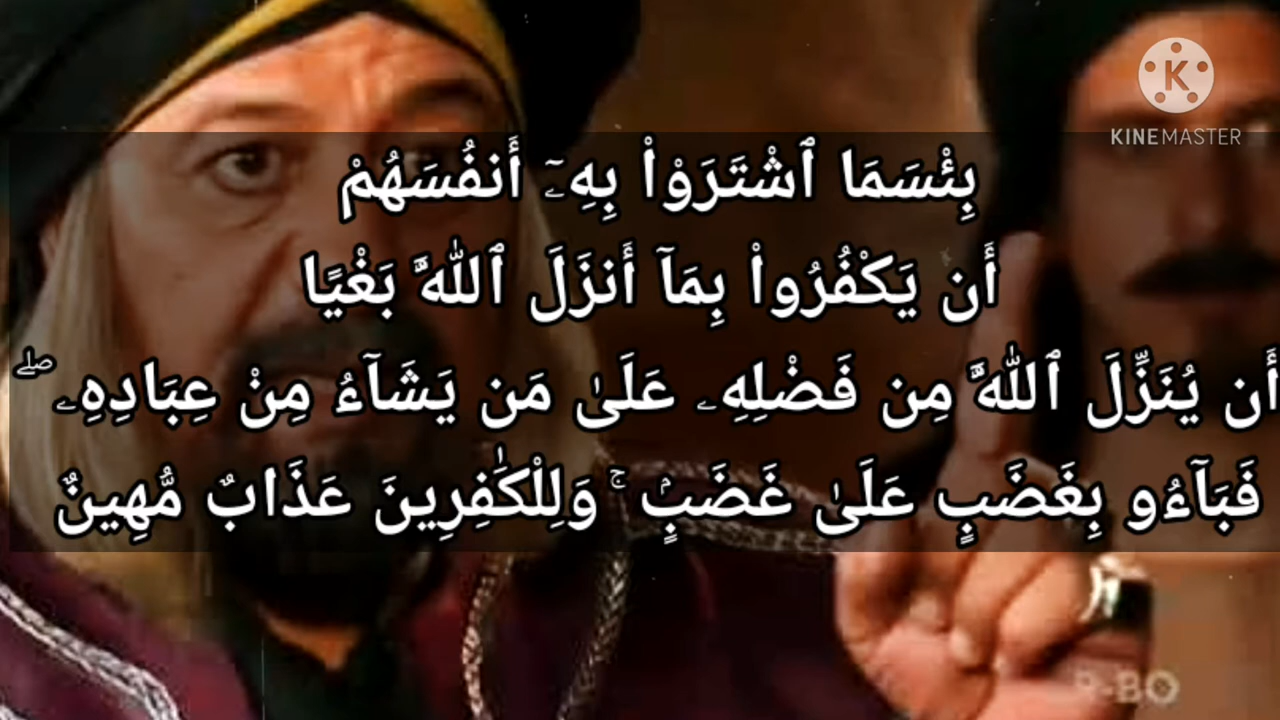 KINEMASTER
بِئْسَمَا ٱشْتَرَوْا۟ بِهِۦٓ أَنفُسَهُمْ
أَن يَكْفُرُوا۟ بِمَآ أَنزَلَ ٱللَّهُ بَغْيًا
أَن يُنَزِّلَ ٱللَّهُ مِن فَضْلِهِۦ عَلَىٰ مَن يَشَآءُ مِنْ عِبَادِهِۦ ۖ
فَبَآءُو بِغَضَبٍ عَلَىٰ غَضَبٍۢ ۚ وَلِلْكَٰفِرِينَ عَذَابٌ مُّهِينٌ